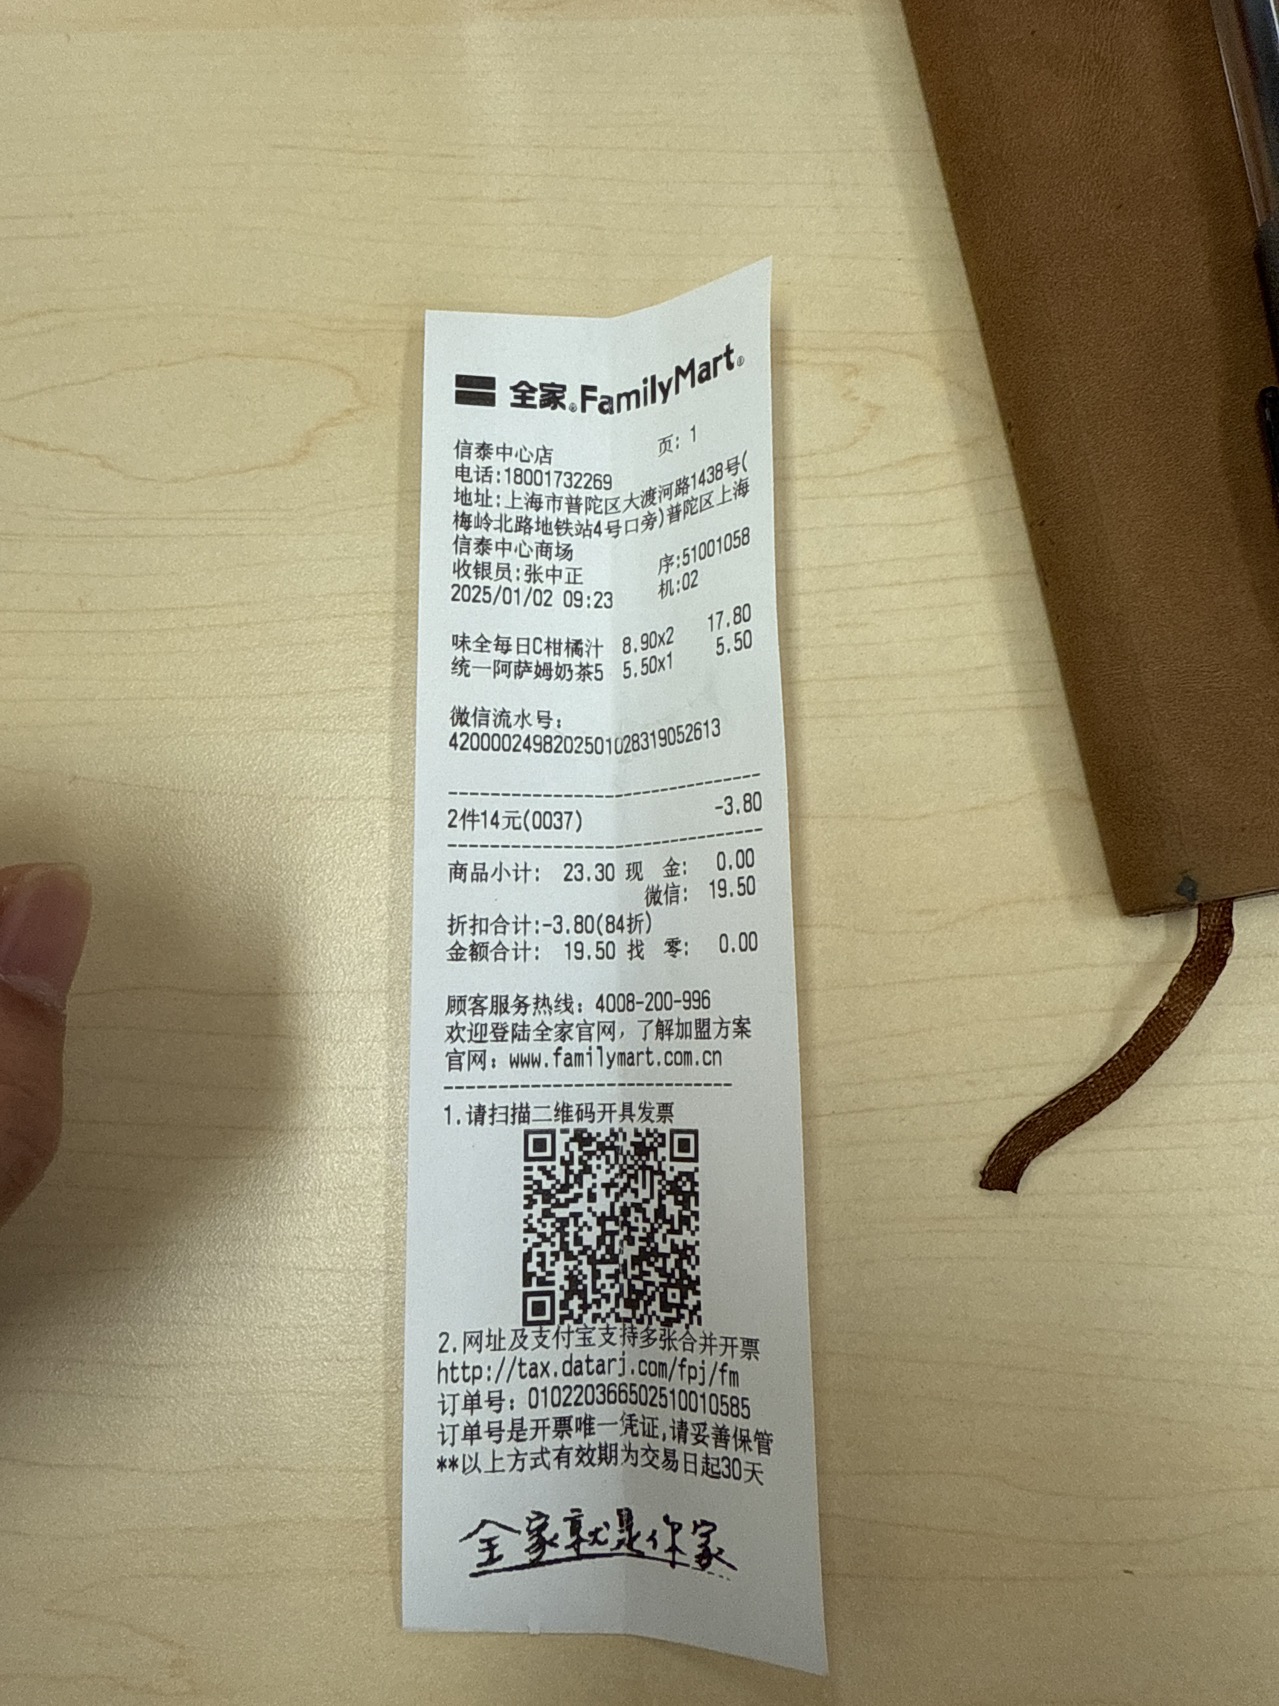 全家®FamilyMart®
信泰中心店 页: 1
电话:18001732269
地址:上海市普陀区大渡河路1438号(
梅岭北路地铁站4号口旁)普陀区上海
信泰中心商场 序:51001058
收银员:张中正 机:02
2025/01/02 09:23
味全每日C柑橘汁 8.90x2 17.80
统一阿萨姆奶茶5 5.50x1 5.50
微信流水号:
4200002498202501028319052613
2件14元(0037) -3.80
商品小计: 23.30 现 金: 0.00
微信: 19.50
折扣合计:-3.80(84折)
金额合计: 19.50 找 零: 0.00
顾客服务热线: 4008-200-996
欢迎登陆全家官网,了解加盟方案
官网: www.familymart.com.cn
1.请扫描二维码开具发票
2.网址及支付宝支持多张合并开票
http://tax.datarj.com/fpj/fm
订单号: 010220366502510010585
订单号是开票唯一凭证,请妥善保管
**以上方式有效期为交易日起30天
全家就是你家